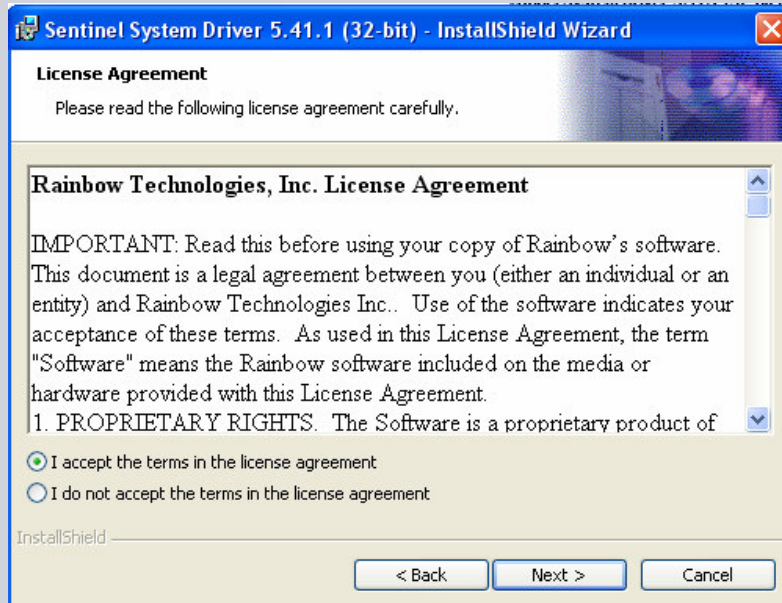 Sentinel System Driver 5.41.1 (32-bit) - InstallShield Wizard
License Agreement
Please read the following license agreement carefully.
Rainbow Technologies, Inc. License Agreement
IMPORTANT: Read this before using your copy of Rainbow's software.
This document is a legal agreement between you (either an individual or an
entity) and Rainbow Technologies Inc.. Use of the software indicates your
acceptance of these terms. As used in this License Agreement, the term
"Software" means the Rainbow software included on the media or
hardware provided with this License Agreement.
1. PROPRIETARY RIGHTS. The Software is a proprietary product of
I accept the terms in the license agreement
I do not accept the terms in the license agreement
InstallShield
< Back
Next >
Cancel